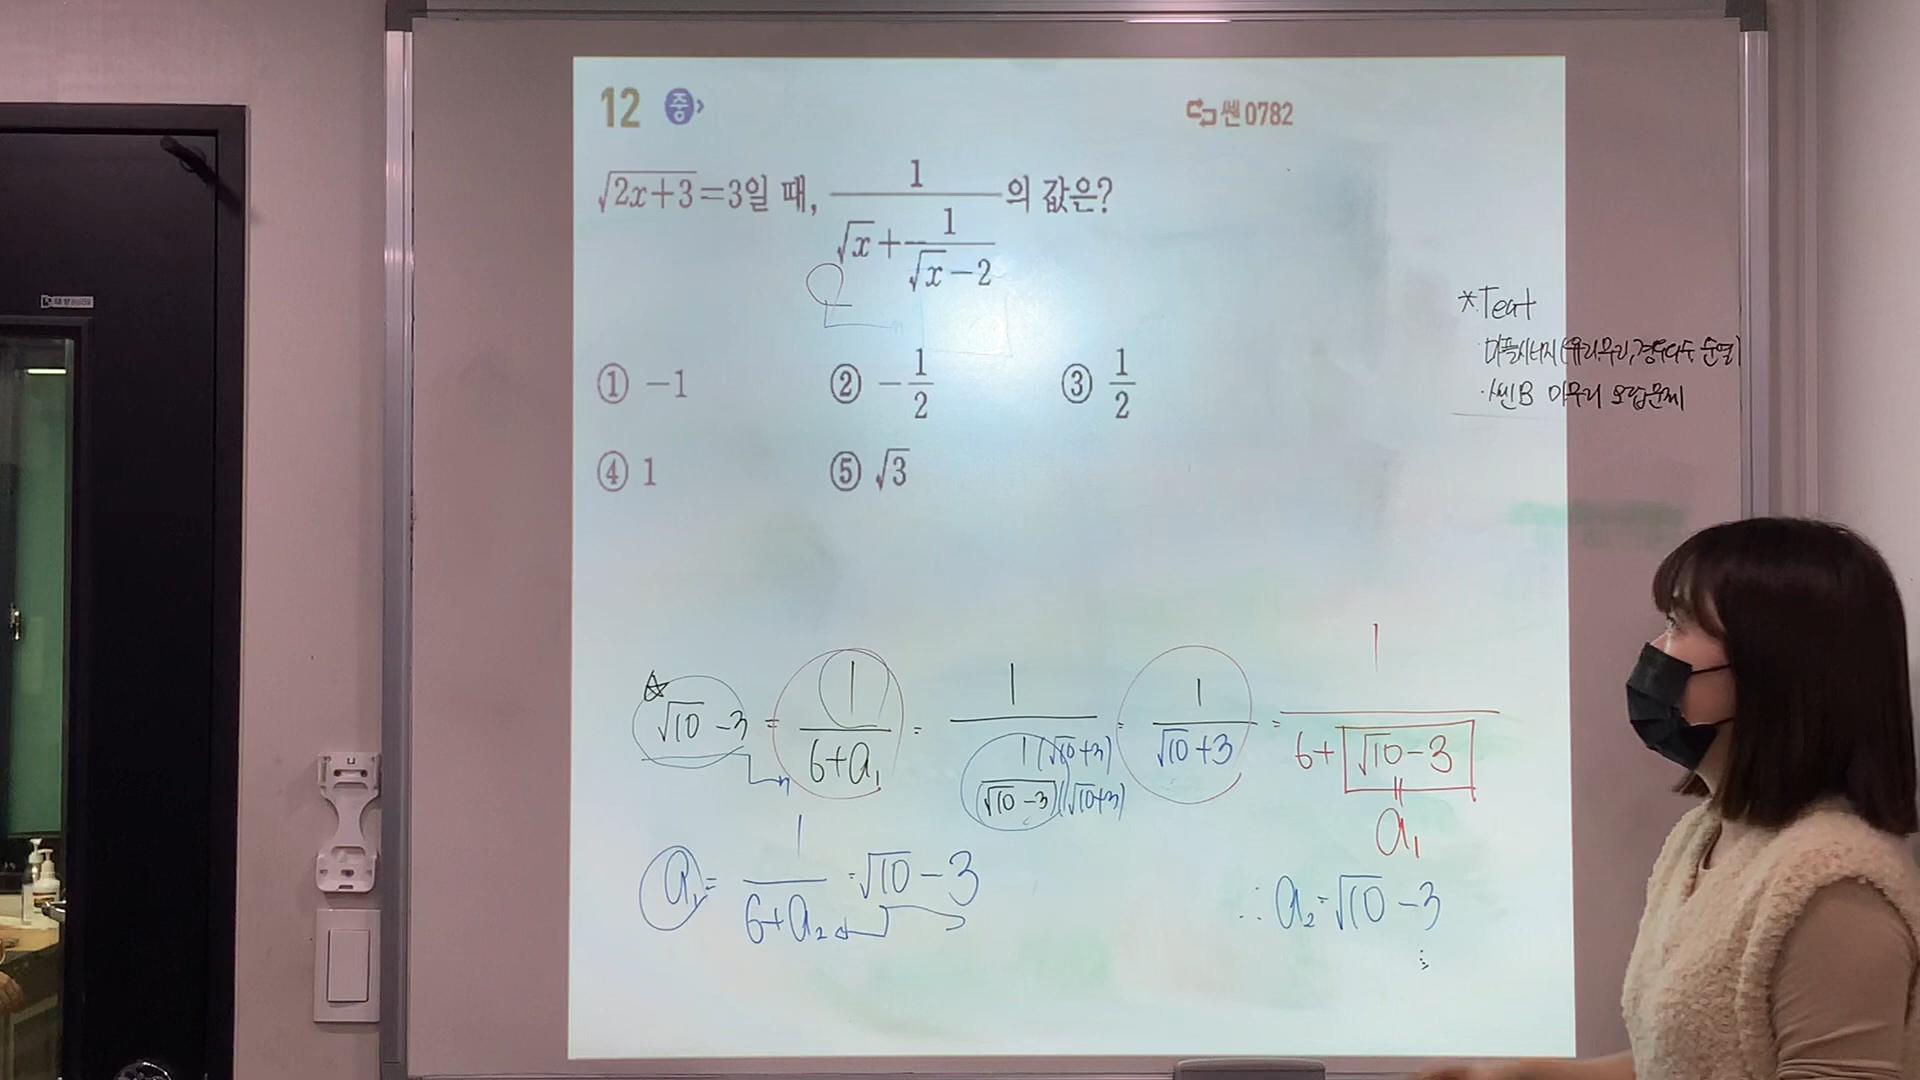 12 중 쎈 0782
√(2x+3)=3일 때, 1/(√x+1/(√x-2))의 값은?
① -1 ② -1/2 ③ 1/2
④ 1 ⑤ √3
*Test
·쎈B 마무리 오답문제
☆ √10-3 = 1/(6+a₁) = 1/(1(√10+3)/(√10-3)(√10+3)) = 1/(√10+3) = 1/(6+√10-3)
a₁
a₁ = 1/(6+a₂) = √10-3
∴ a₂=√10-3
⋮